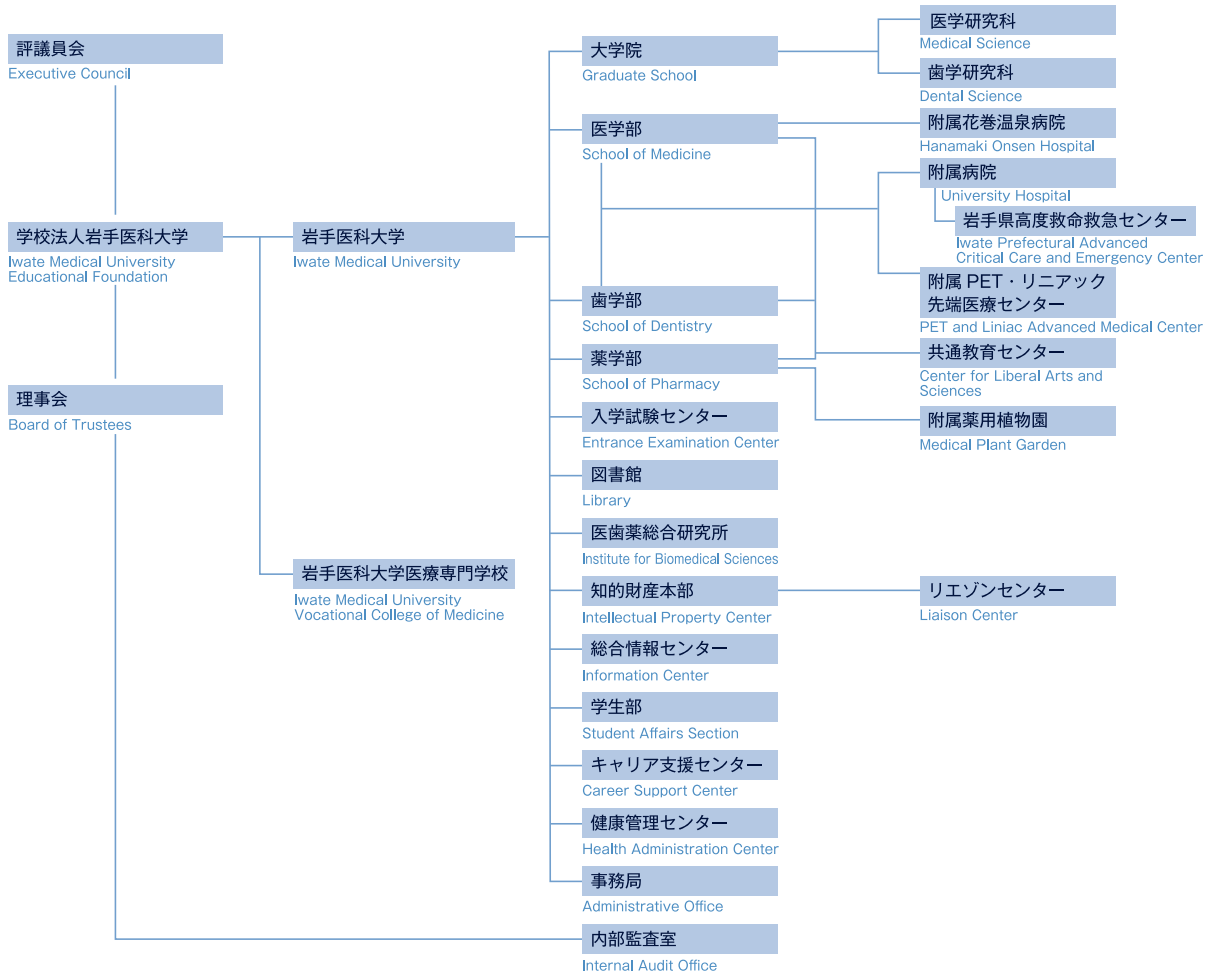 評議員会
Executive Council
学校法人岩手医科大学
Iwate Medical University
Educational Foundation
理事会
Board of Trustees
岩手医科大学
Iwate Medical University
岩手医科大学医療専門学校
Iwate Medical University
Vocational College of Medicine
大学院
Graduate School
医学部
School of Medicine
歯学部
School of Dentistry
薬学部
School of Pharmacy
入学試験センター
Entrance Examination Center
図書館
Library
医歯薬総合研究所
Institute for Biomedical Sciences
知的財産本部
Intellectual Property Center
総合情報センター
Information Center
学生部
Student Affairs Section
キャリア支援センター
Career Support Center
健康管理センター
Health Administration Center
事務局
Administrative Office
内部監査室
Internal Audit Office
医学研究科
Medical Science
歯学研究科
Dental Science
附属花巻温泉病院
Hanamaki Onsen Hospital
附属病院
University Hospital
岩手県高度救命救急センター
Iwate Prefectural Advanced
Critical Care and Emergency Center
附属 PET・リニアック
先端医療センター
PET and Liniac Advanced Medical Center
共通教育センター
Center for Liberal Arts and
Sciences
附属薬用植物園
Medical Plant Garden
リエゾンセンター
Liaison Center